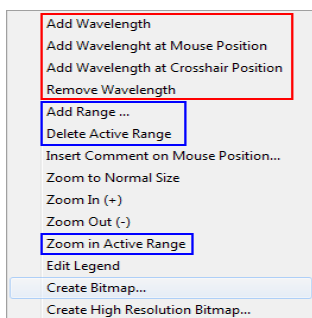 Add Wavelength
Add Wavelenght at Mouse Position
Add Wavelength at Crosshair Position
Remove Wavelength
Add Range ...
Delete Active Range
Insert Comment on Mouse Position...
Zoom to Normal Size
Zoom In (+)
Zoom Out (-)
Zoom in Active Range
Edit Legend
Create Bitmap...
Create High Resolution Bitmap...